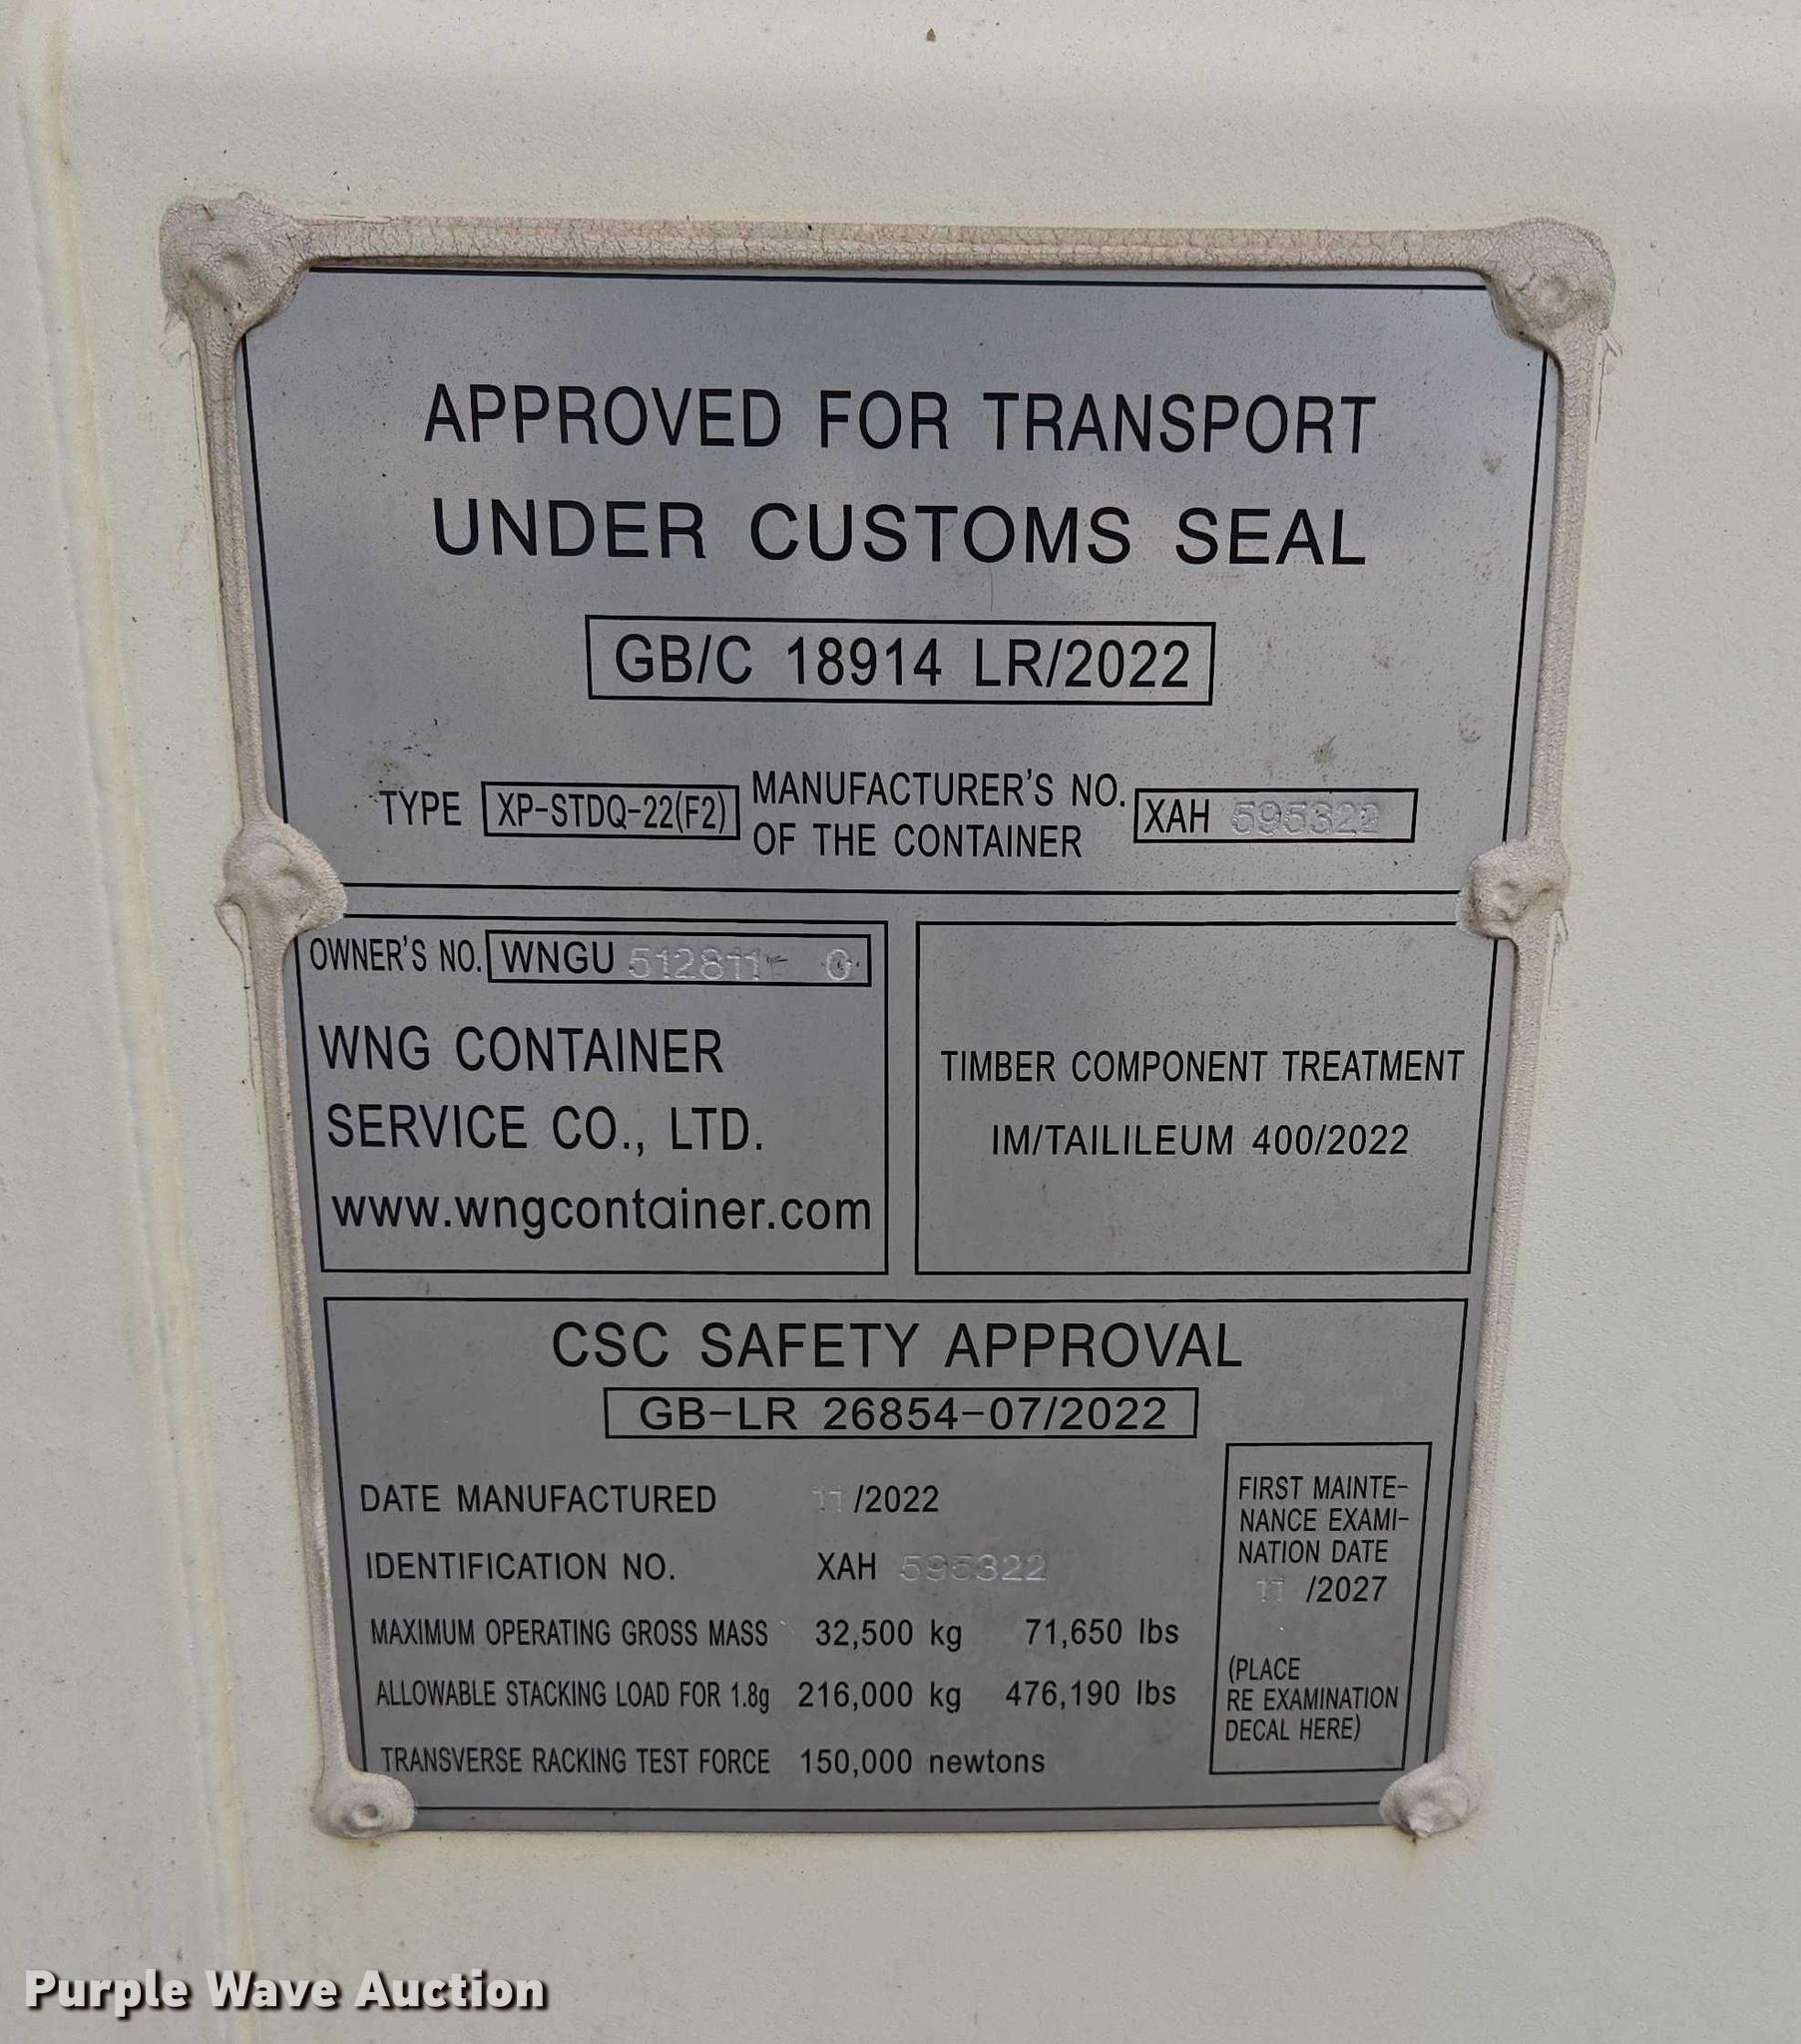 APPROVED FOR TRANSPORT
UNDER CUSTOMS SEAL
GB/C 18914 LR/2022
TYPE XP-STDQ-22(F2) MANUFACTURER'S NO. OF THE CONTAINER XAH 595322
OWNER'S NO. WNGU 512811- 0
WNG CONTAINER
SERVICE CO., LTD.
www.wngcontainer.com
TIMBER COMPONENT TREATMENT
IM/TAILILEUM 400/2022
CSC SAFETY APPROVAL
GB-LR 26854-07/2022
DATE MANUFACTURED 11 /2022
IDENTIFICATION NO. XAH 595322
MAXIMUM OPERATING GROSS MASS 32,500 kg 71,650 lbs
ALLOWABLE STACKING LOAD FOR 1.8g 216,000 kg 476,190 lbs
TRANSVERSE RACKING TEST FORCE 150,000 newtons
FIRST MAINTE-
NANCE EXAMI-
NATION DATE
11 /2027
(PLACE
RE EXAMINATION
DECAL HERE)
Purple Wave Auction